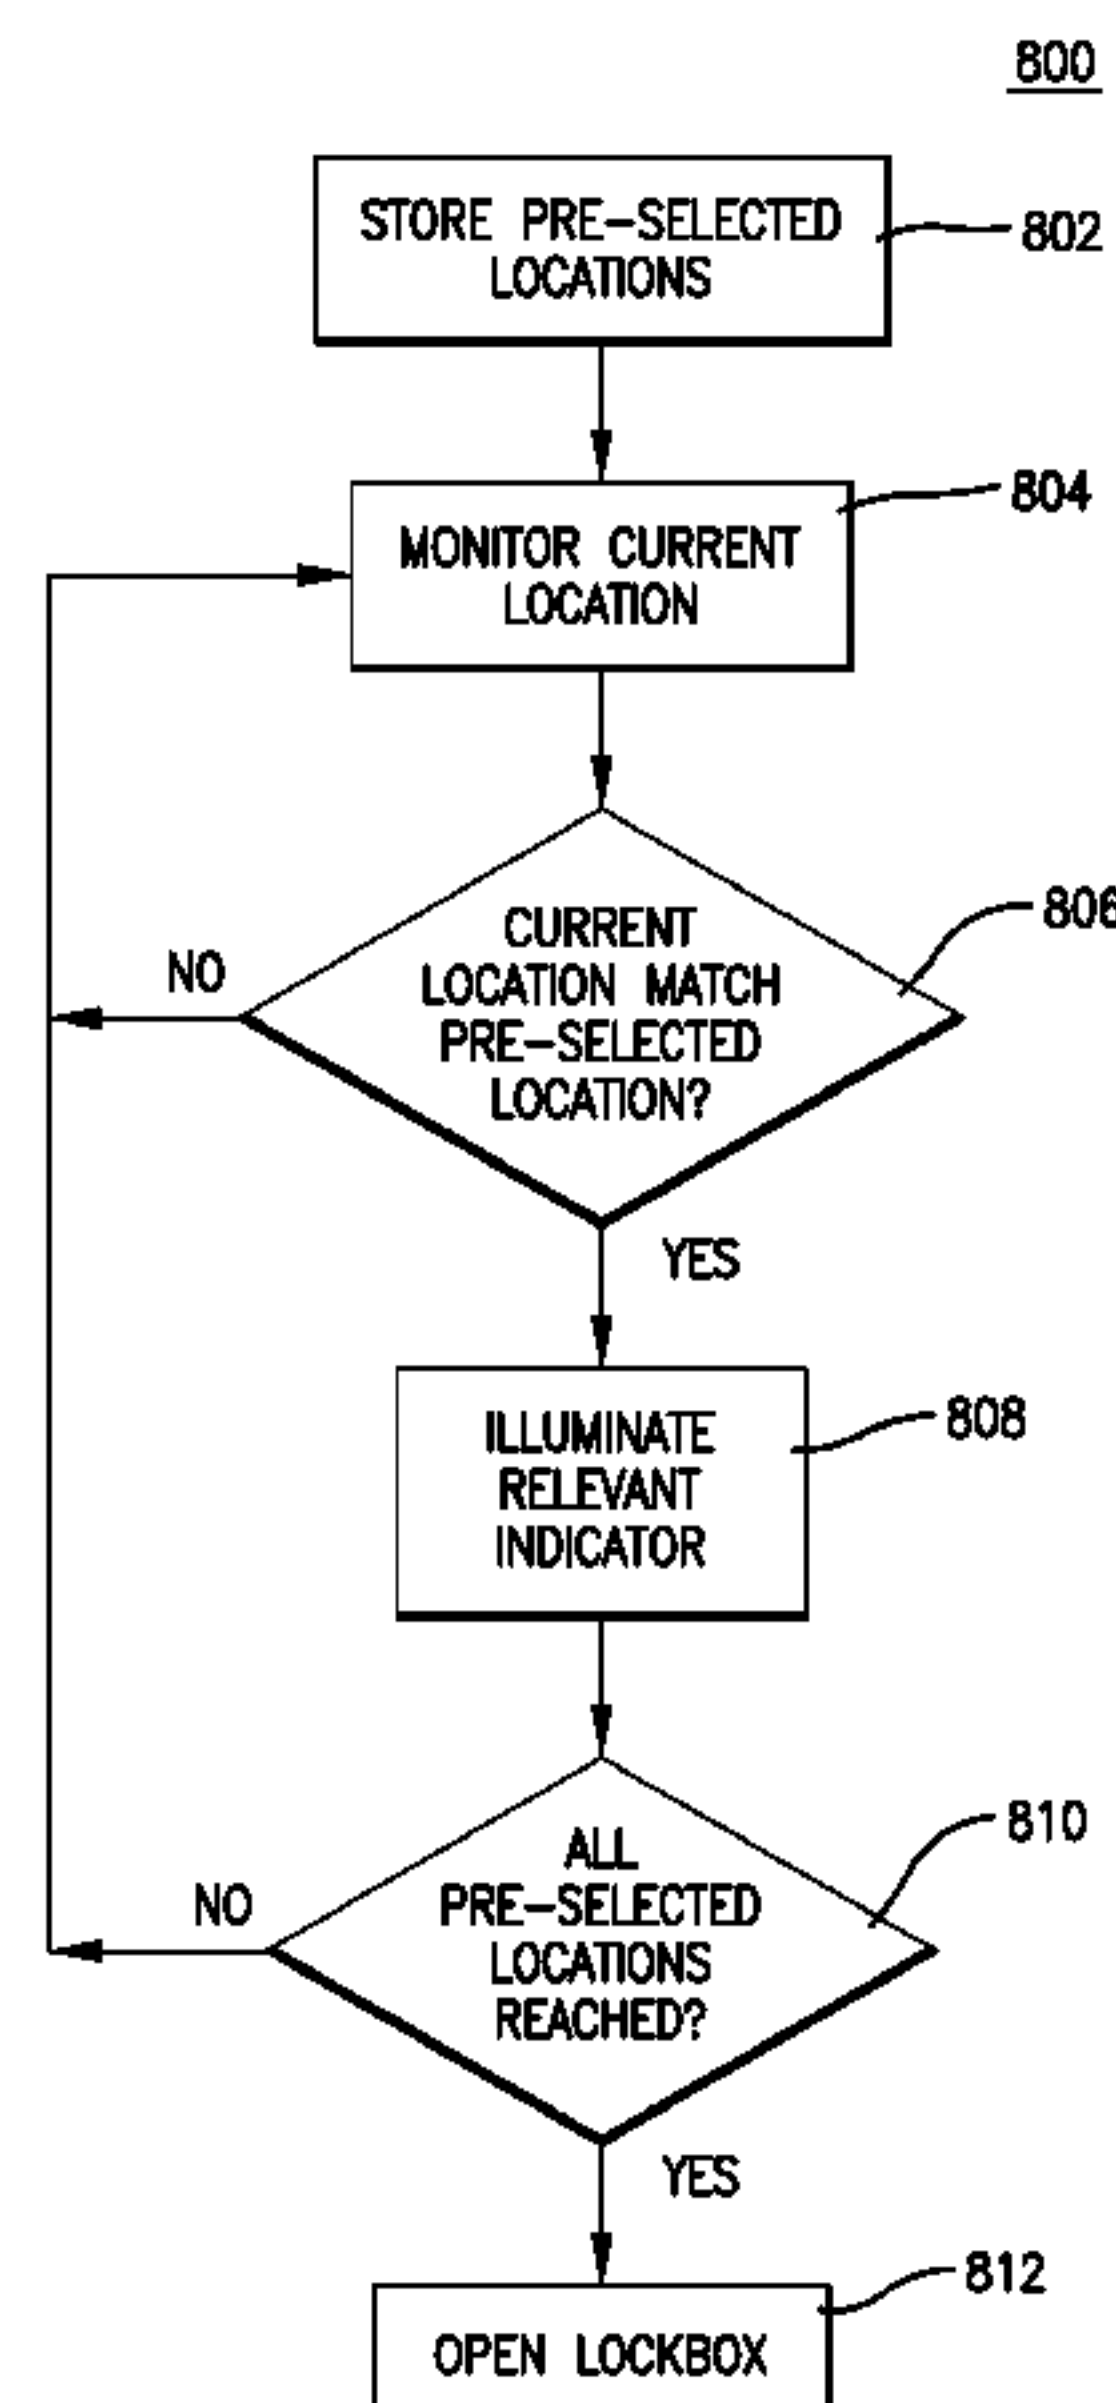 800
STORE PRE-SELECTED
LOCATIONS
802
MONITOR CURRENT
LOCATION
804
CURRENT
LOCATION MATCH
PRE-SELECTED
LOCATION?
806
NO
YES
ILLUMINATE
RELEVANT
INDICATOR
808
ALL
PRE-SELECTED
LOCATIONS
REACHED?
810
NO
YES
OPEN LOCKBOX
812